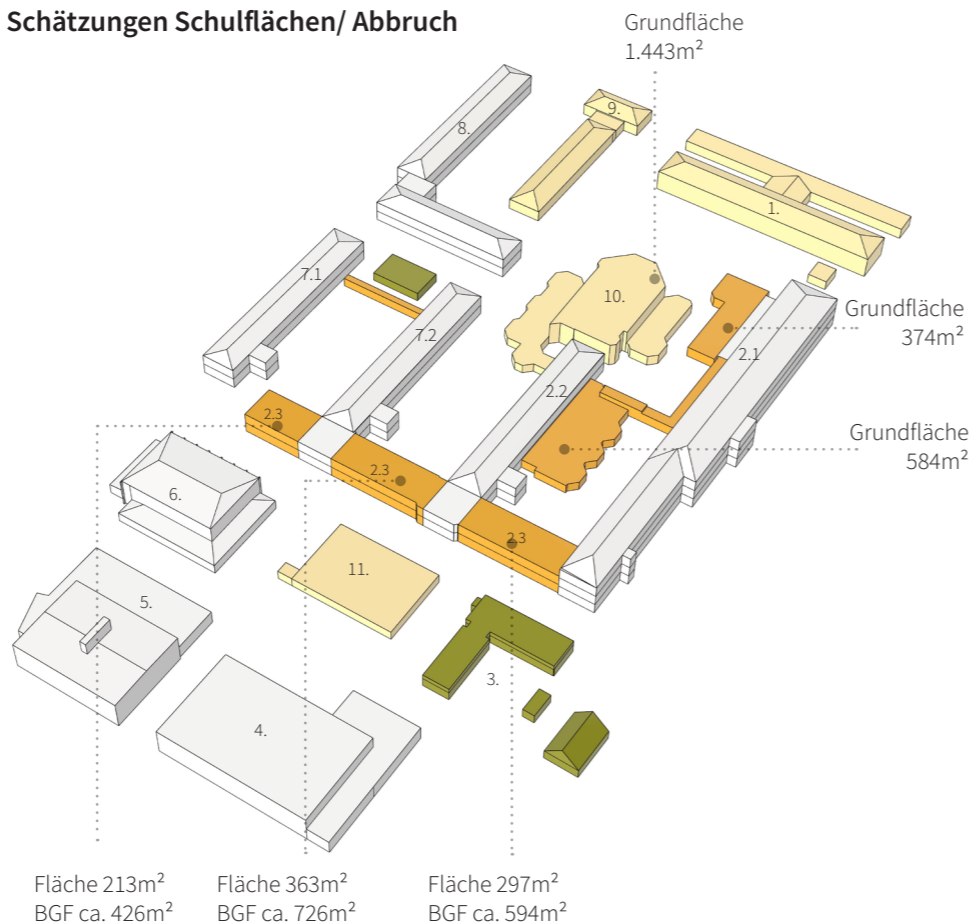 Schätzungen Schulflächen/ Abbruch
Grundfläche
1.443m²
8.
9.
1.
7.1
10.
Grundfläche
374m²
7.2
2.1
2.2
2.3
Grundfläche
584m²
2.3
6.
2.3
11.
5.
3.
4.
Fläche 213m²
BGF ca. 426m²
Fläche 363m²
BGF ca. 726m²
Fläche 297m²
BGF ca. 594m²